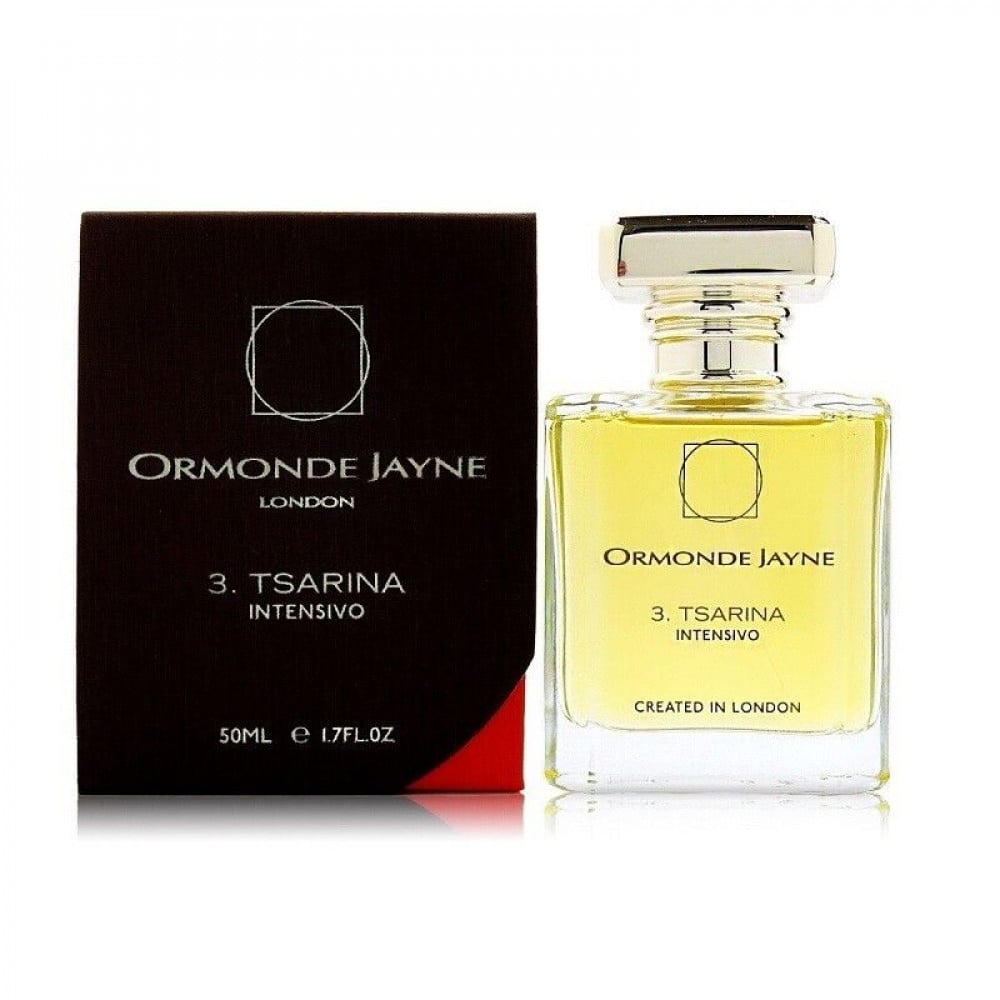 ORMONDE JAYNE
LONDON
3. TSARINA
INTENSIVO
50ML ℮ 1.7FL.OZ
ORMONDE JAYNE
3. TSARINA
INTENSIVO
CREATED IN LONDON